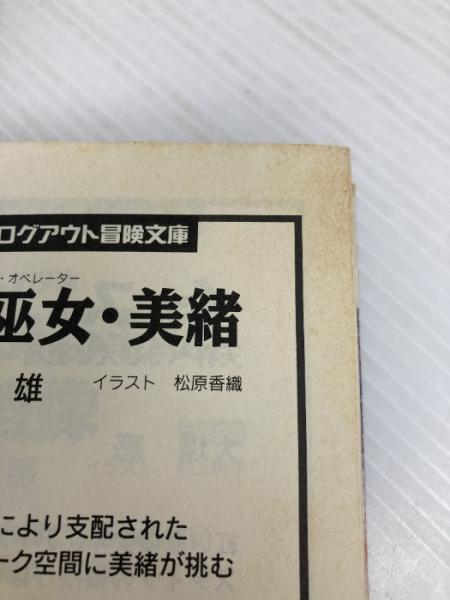 ログアウト冒険文庫
・オペレーター
巫女・美緒
雄 イラスト 松原香織
により支配された
ーク空間に美緒が挑む